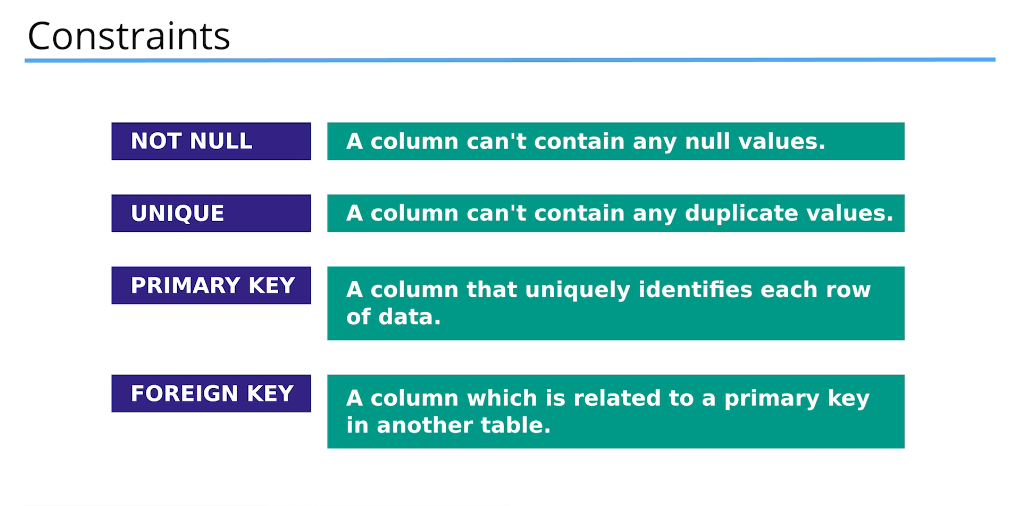 Constraints
NOT NULL
A column can't contain any null values.
UNIQUE
A column can't contain any duplicate values.
PRIMARY KEY
A column that uniquely identifies each row
of data.
FOREIGN KEY
A column which is related to a primary key
in another table.